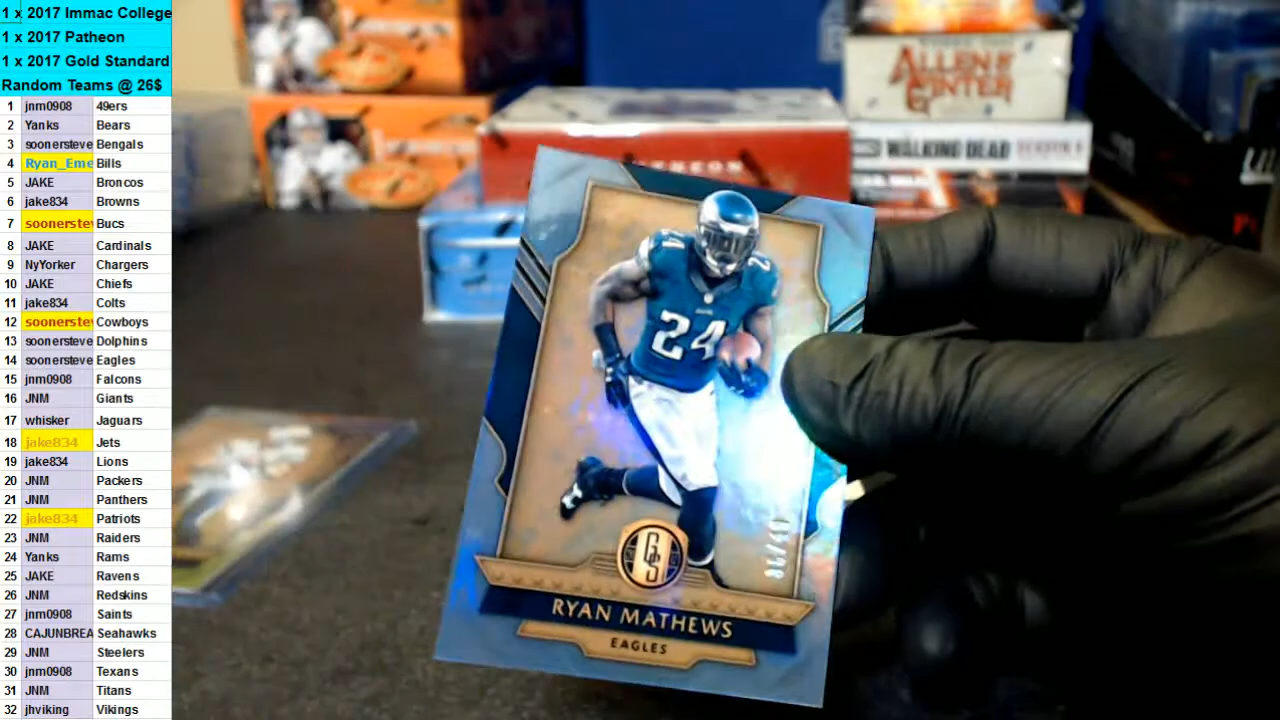 1 x 2017 Immac College
1 x 2017 Patheon
1 x 2017 Gold Standard
Random Teams @ 26$
1 jnm0908 49ers
2 Yanks Bears
3 soonersteve Bengals
4 Ryan_Eme Bills
5 JAKE Broncos
6 jake834 Browns
7 soonerstev Bucs
8 JAKE Cardinals
9 NyYorker Chargers
10 JAKE Chiefs
11 jake834 Colts
12 soonerstev Cowboys
13 soonersteve Dolphins
14 soonersteve Eagles
15 jnm0908 Falcons
16 JNM Giants
17 whisker Jaguars
18 jake834 Jets
19 jake834 Lions
20 JNM Packers
21 JNM Panthers
22 jake834 Patriots
23 JNM Raiders
24 Yanks Rams
25 JAKE Ravens
26 JNM Redskins
27 jnm0908 Saints
28 CAJUNBREA Seahawks
29 JNM Steelers
30 jnm0908 Texans
31 JNM Titans
32 jhviking Vikings
ALLEN &
GINTER
WALKING DEAD
24
24
GS
RYAN MATHEWS
EAGLES